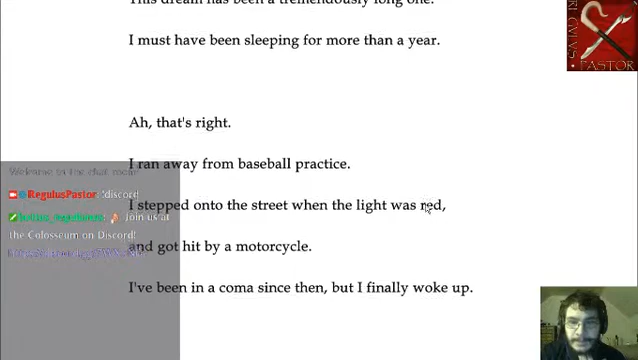 This dream has been a tremendously long one.
I must have been sleeping for more than a year.
REGVLVS
• PASTOR •
Ah, that's right.
I ran away from baseball practice.
Welcome to the chat room
RegulusPastor: !discord
I stepped onto the street when the light was red,
Join us at
the Colosseum on Discord!
and got hit by a motorcycle.
I've been in a coma since then, but I finally woke up.